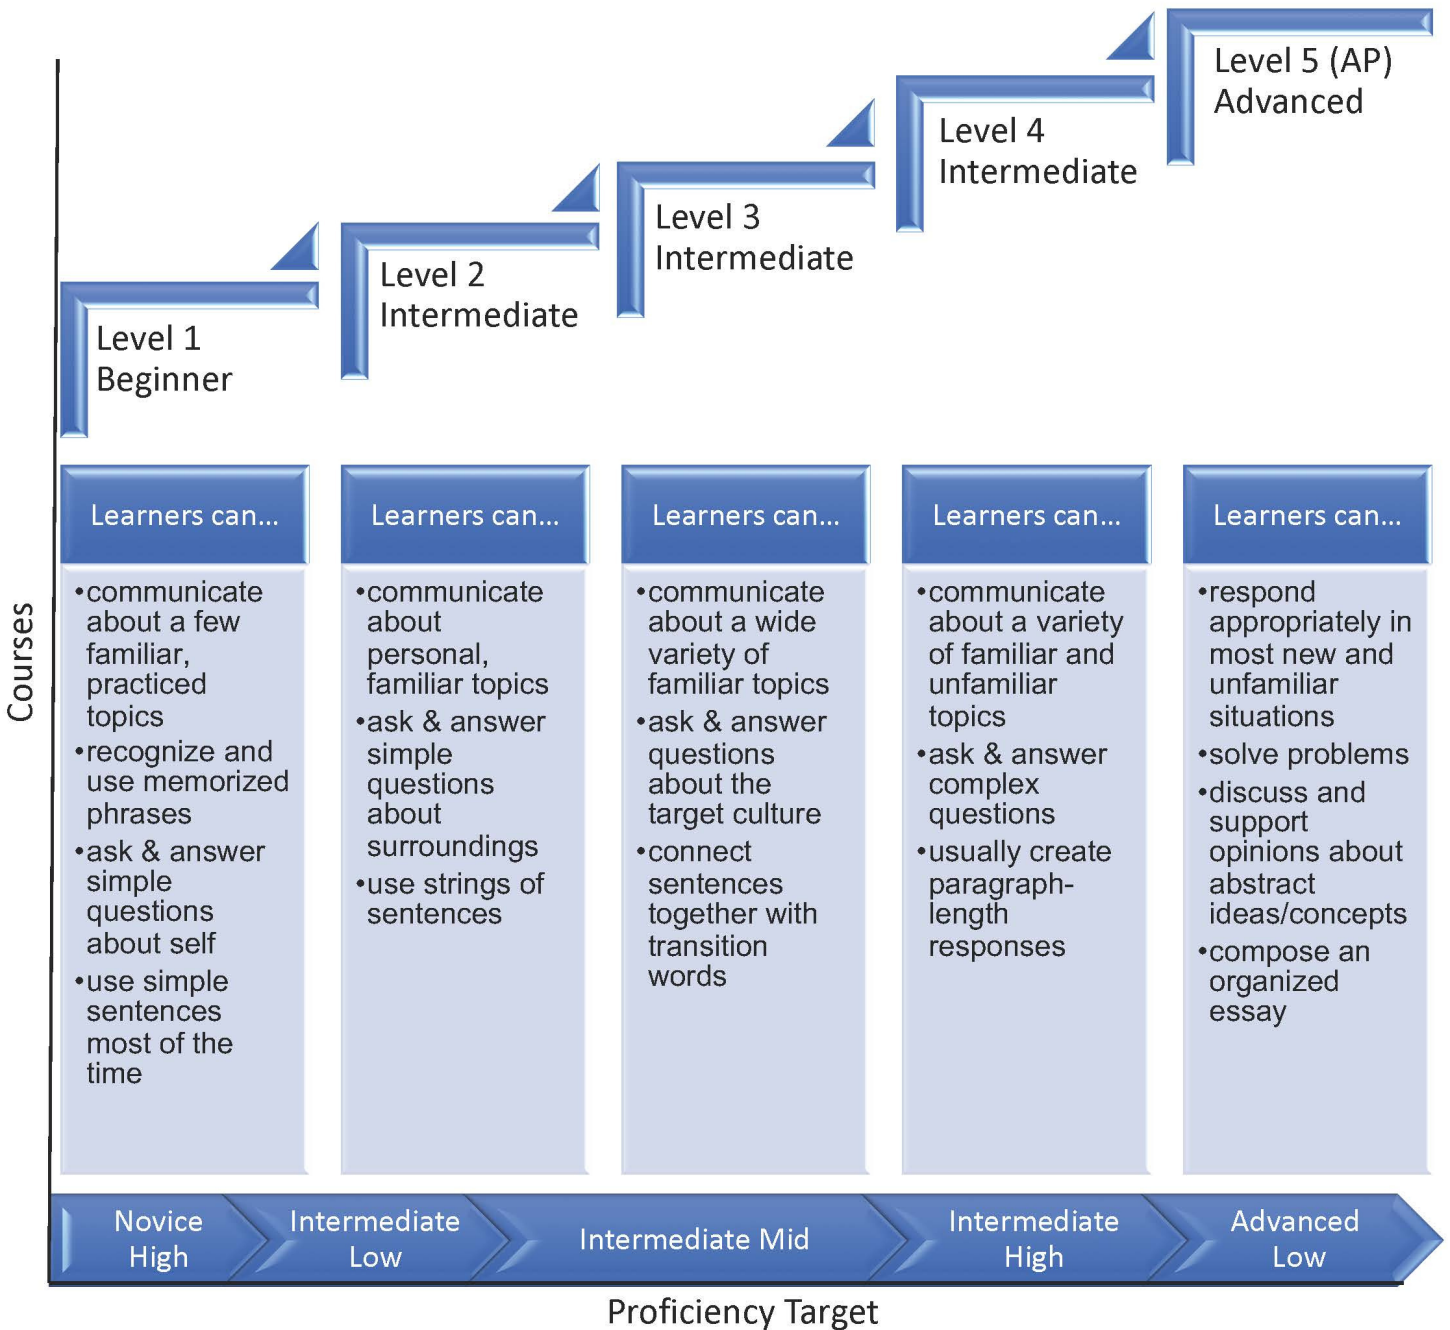 Level 5 (AP)
Advanced
Level 4
Intermediate
Level 3
Intermediate
Level 2
Intermediate
Level 1
Beginner
Courses
Learners can...
•communicate
about a few
familiar,
practiced
topics
•recognize and
use memorized
phrases
•ask & answer
simple
questions
about self
•use simple
sentences
most of the
time
Learners can...
•communicate
about
personal,
familiar topics
•ask & answer
simple
questions
about
surroundings
•use strings of
sentences
Learners can...
•communicate
about a wide
variety of
familiar topics
•ask & answer
questions
about the
target culture
•connect
sentences
together with
transition
words
Learners can...
•communicate
about a variety
of familiar and
unfamiliar
topics
•ask & answer
complex
questions
•usually create
paragraph-
length
responses
Learners can...
•respond
appropriately in
most new and
unfamiliar
situations
•solve problems
•discuss and
support
opinions about
abstract
ideas/concepts
•compose an
organized
essay
Novice
High
Intermediate
Low
Intermediate Mid
Intermediate
High
Advanced
Low
Proficiency Target